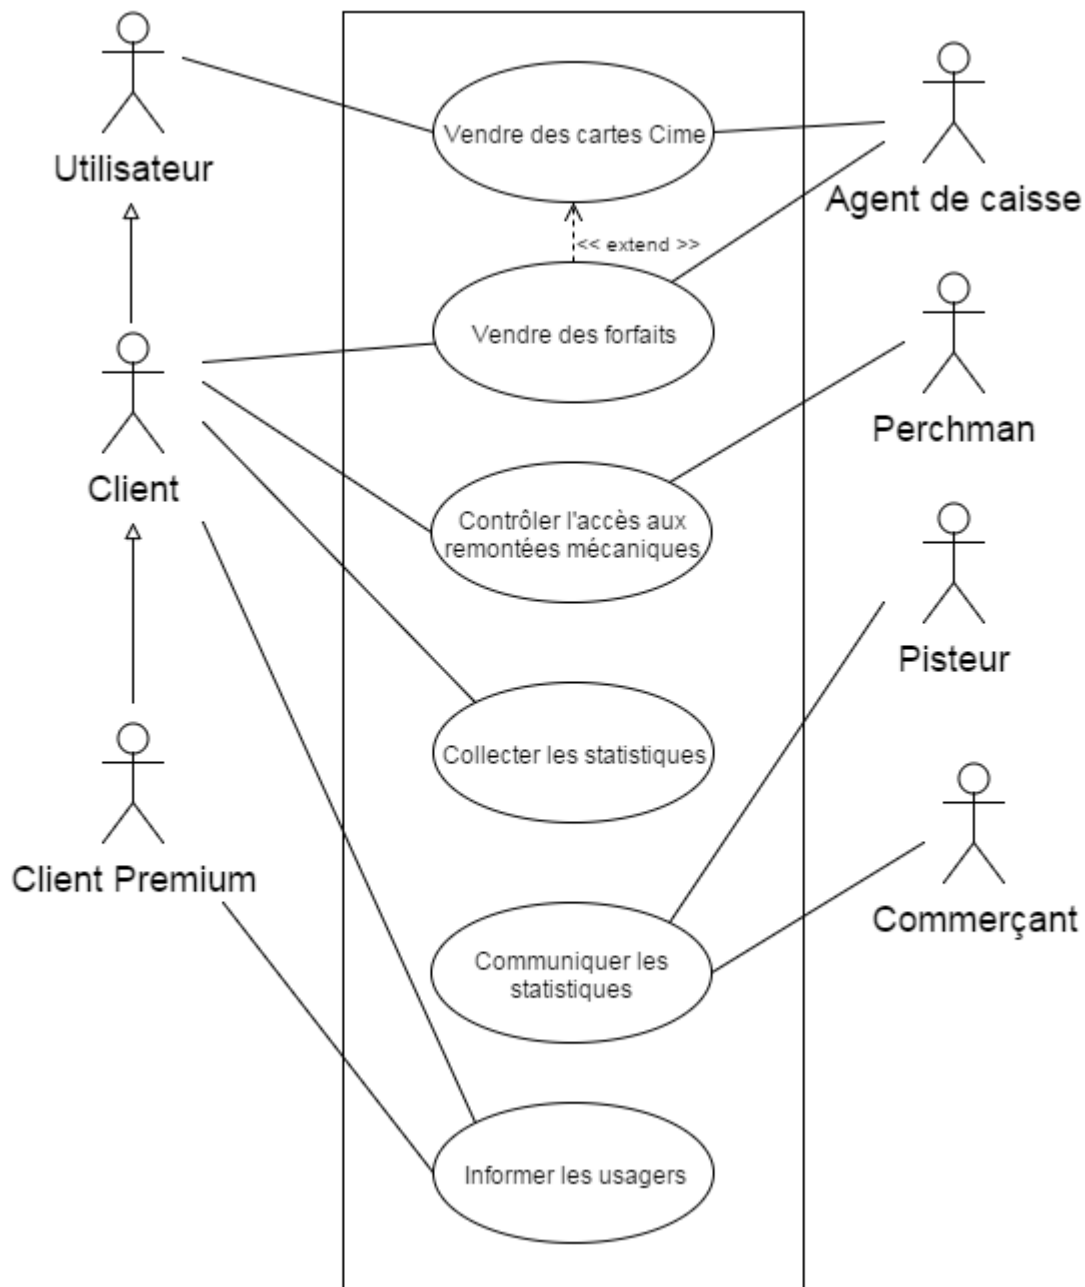 Utilisateur
Vendre des cartes Cime
Agent de caisse
<< extend >>
Vendre des forfaits
Client
Perchman
Contrôler l'accès aux
remontées mécaniques
Pisteur
Collecter les statistiques
Client Premium
Commerçant
Communiquer les
statistiques
Informer les usagers